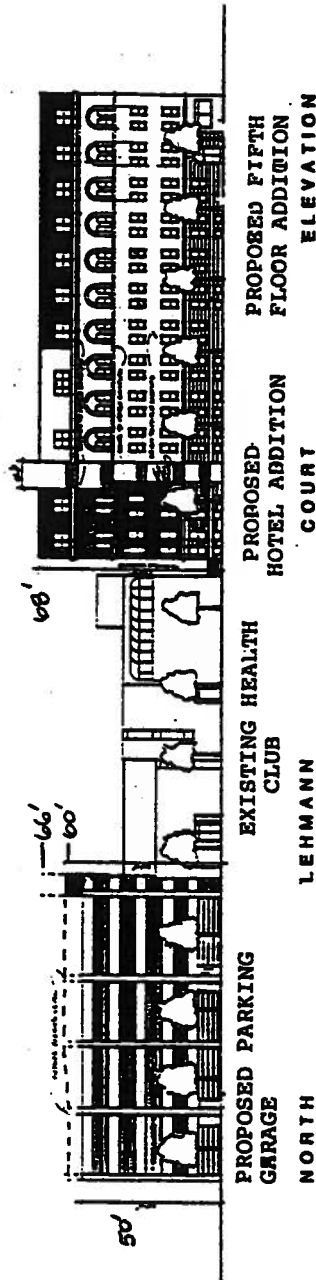 50'
66'
60'
68'
PROPOSED PARKING
GARAGE
EXISTING HEALTH
CLUB
PROPOSED
HOTEL ADDITION
PROPOSED FIFTH
FLOOR ADDITION
NORTH LEHMANN COURT ELEVATION